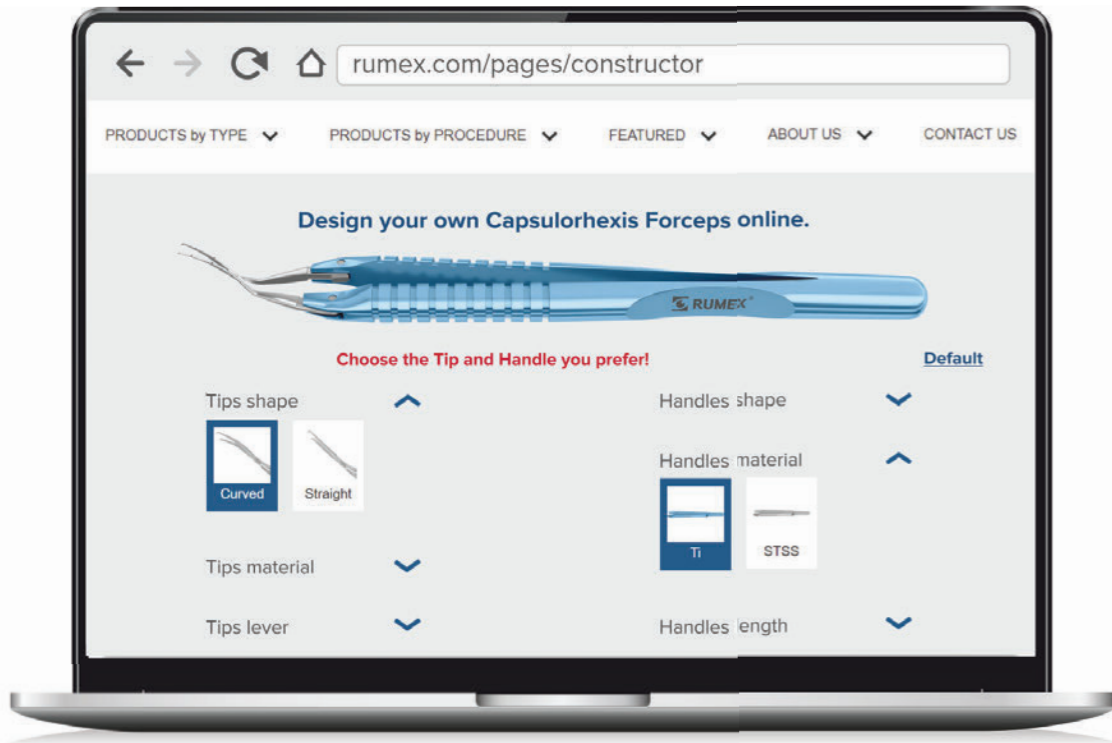 rumex.com/pages/constructor
PRODUCTS by TYPE PRODUCTS by PROCEDURE FEATURED ABOUT US CONTACT US
Design your own Capsulorhexis Forceps online.
RUMEX
Choose the Tip and Handle you prefer!
Default
Tips shape
Curved
Straight
Tips material
Tips lever
Handles shape
Handles material
Ti
STSS
Handles length